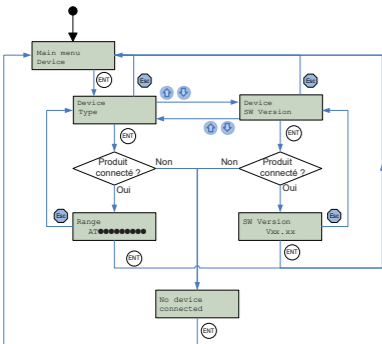 Main menu
Device
ENT
Esc
Esc
Device
Type
Device
SW Version
ENT
ENT
Produit
connecté ?
Non
Non
Produit
connecté ?
Oui
Oui
Esc
Esc
Range
AT●●●●●●●●●
SW Version
Vxx.xx
ENT
ENT
No device
connected
ENT